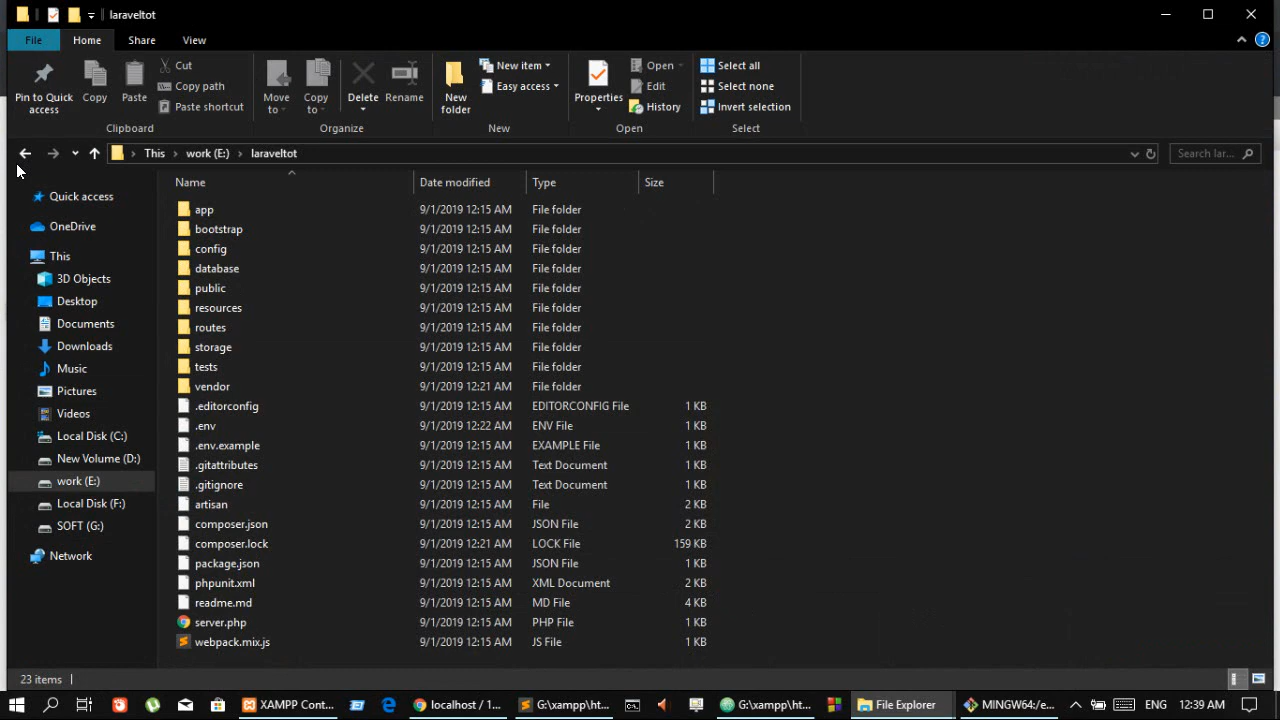 laraveltot
File
Home
Share
View
Pin to Quick access
Copy
Paste
Cut
Copy path
Paste shortcut
Clipboard
Move to
Copy to
Delete
Rename
Organize
New folder
New item
Easy access
New
Properties
Open
Edit
History
Open
Select all
Select none
Invert selection
Select
This
work (E:)
laraveltot
Search lar...
Name
Date modified
Type
Size
Quick access
OneDrive
This
3D Objects
Desktop
Documents
Downloads
Music
Pictures
Videos
Local Disk (C:)
New Volume (D:)
work (E:)
Local Disk (F:)
SOFT (G:)
Network
app 9/1/2019 12:15 AM File folder
bootstrap 9/1/2019 12:15 AM File folder
config 9/1/2019 12:15 AM File folder
database 9/1/2019 12:15 AM File folder
public 9/1/2019 12:15 AM File folder
resources 9/1/2019 12:15 AM File folder
routes 9/1/2019 12:15 AM File folder
storage 9/1/2019 12:15 AM File folder
tests 9/1/2019 12:15 AM File folder
vendor 9/1/2019 12:21 AM File folder
.editorconfig 9/1/2019 12:15 AM EDITORCONFIG File 1 KB
.env 9/1/2019 12:22 AM ENV File 1 KB
.env.example 9/1/2019 12:15 AM EXAMPLE File 1 KB
.gitattributes 9/1/2019 12:15 AM Text Document 1 KB
.gitignore 9/1/2019 12:15 AM Text Document 1 KB
artisan 9/1/2019 12:15 AM File 2 KB
composer.json 9/1/2019 12:15 AM JSON File 2 KB
composer.lock 9/1/2019 12:21 AM LOCK File 159 KB
package.json 9/1/2019 12:15 AM JSON File 1 KB
phpunit.xml 9/1/2019 12:15 AM XML Document 2 KB
readme.md 9/1/2019 12:15 AM MD File 4 KB
server.php 9/1/2019 12:15 AM PHP File 1 KB
webpack.mix.js 9/1/2019 12:15 AM JS File 1 KB
23 items
XAMPP Cont...
localhost / 1...
G:\xampp\ht...
G:\xampp\ht...
File Explorer
MINGW64:/e...
ENG
12:39 AM